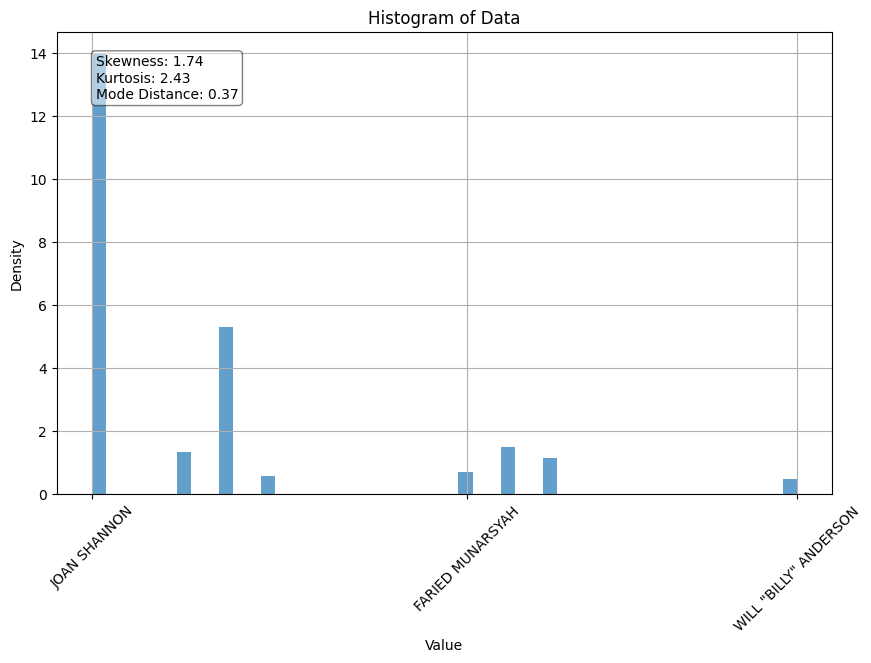 Histogram of Data
Skewness: 1.74
Kurtosis: 2.43
Mode Distance: 0.37
14
12
10
8
6
4
2
0
Density
JOAN SHANNON
FARIED MUNARSYAH
WILL "BILLY" ANDERSON
Value